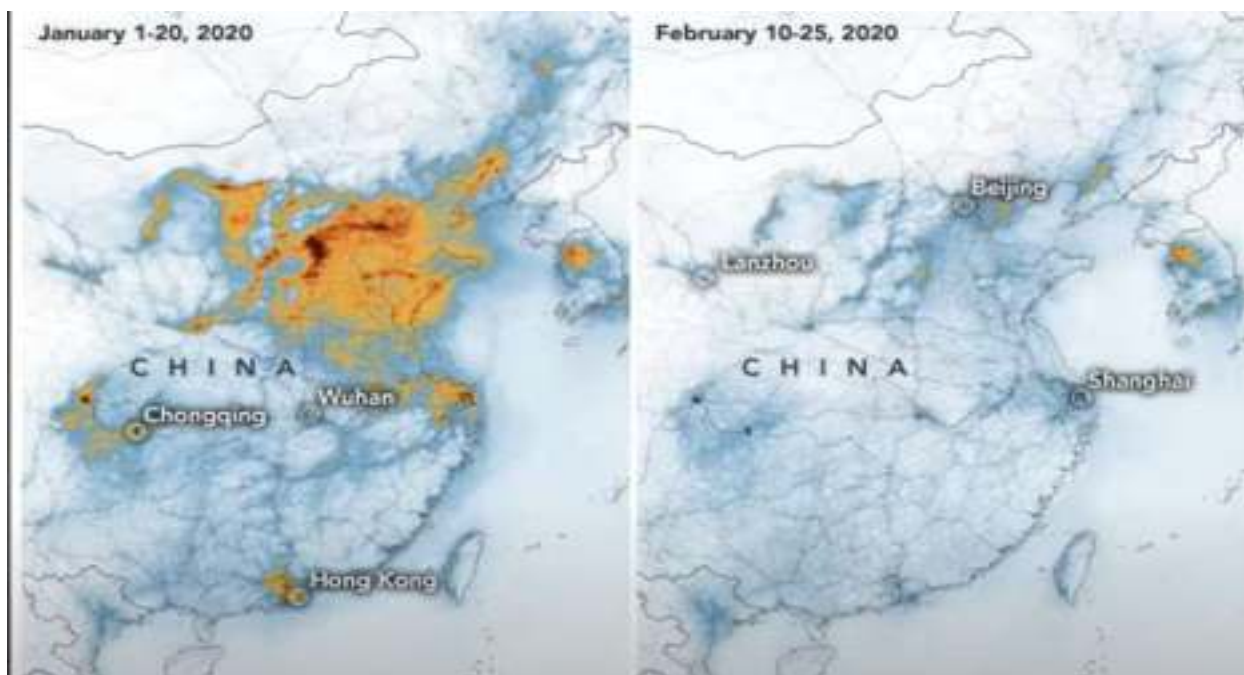 January 1-20, 2020
CHINA
Wuhan
Chongqing
Hong Kong
February 10-25, 2020
Beijing
Lanzhou
CHINA
Shanghai